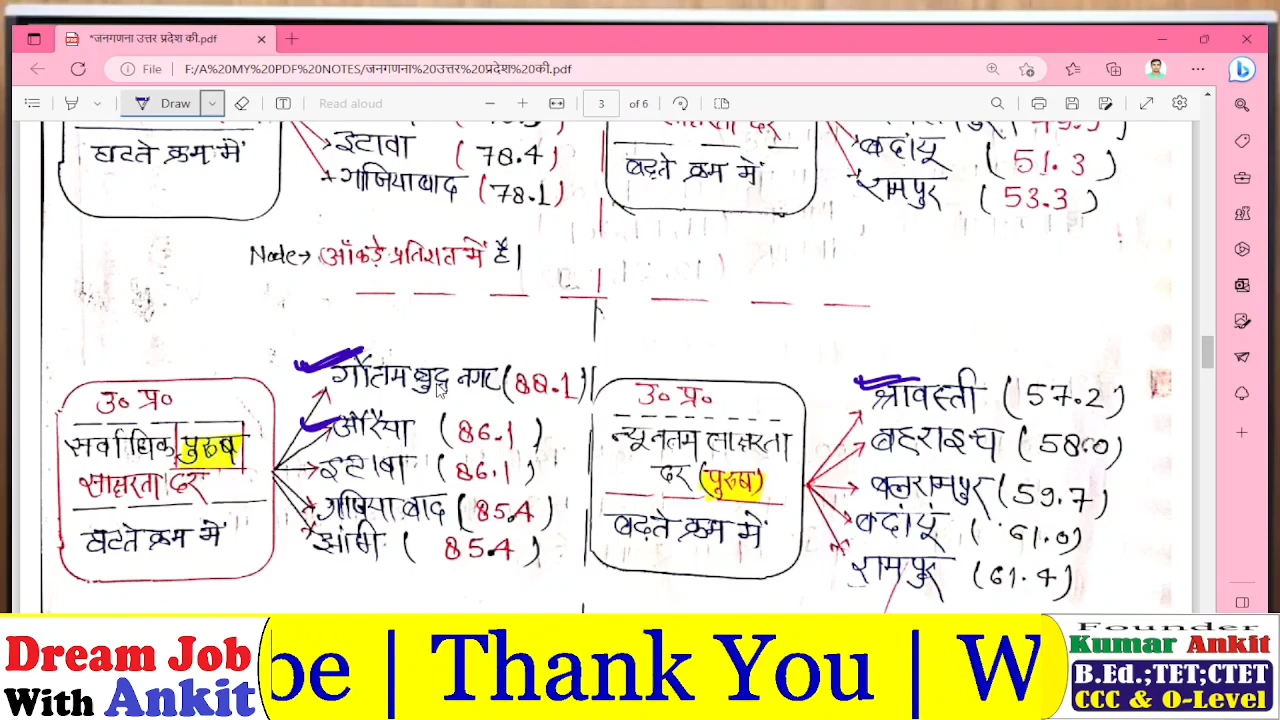 *जनगणना उत्तर प्रदेश की.pdf
File F:/A%20MY%20PDF%20NOTES/जनगणना%20उत्तर%20प्रदेश%20की.pdf
Draw Read aloud 3 of 6
घटते क्रम में
इटावा (78.4)
गाजियाबाद (78.1)
बढ़ते क्रम में
बदांयू (51.3)
रामपुर (53.3)
Node→ आँकड़े प्रतिशत में है।
उ० प्र०
सर्वाधिक पुरुष
साक्षरता दर
घटते क्रम में
गौतम बुद्ध नगर (88.1)
औरैया (86.1)
इटावा (86.1)
गाजियाबाद (85.4)
झांसी (85.4)
उ० प्र०
न्यूनतम साक्षरता
दर (पुरुष)
बढ़ते क्रम में
श्रावस्ती (57.2)
बहराइच (58.0)
बलरामपुर (59.7)
बदांयूं (61.0)
रामपुर (61.4)
Dream Job
With Ankit
be | Thank You | W
Founder
Kumar Ankit
B.Ed.;TET;CTET
CCC & O-Level